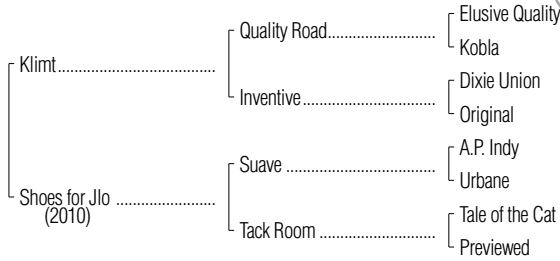 Elusive Quality
Quality Road
Kobla
Klimt
Dixie Union
Inventive
Original
A.P. Indy
Suave
Urbane
Shoes for Jlo
(2010)
Tale of the Cat
Tack Room
Previewed